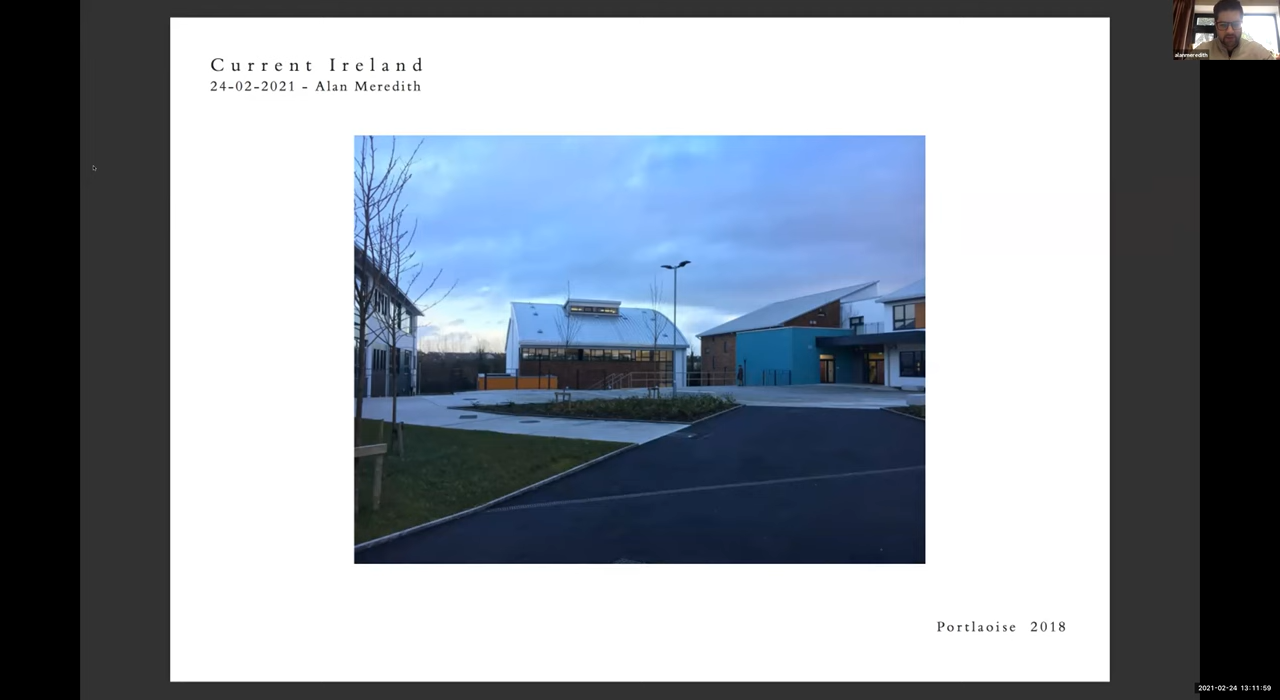 Current Ireland
24-02-2021 - Alan Meredith
alanmeredith
Portlaoise 2018
2021-02-24 13:11:59